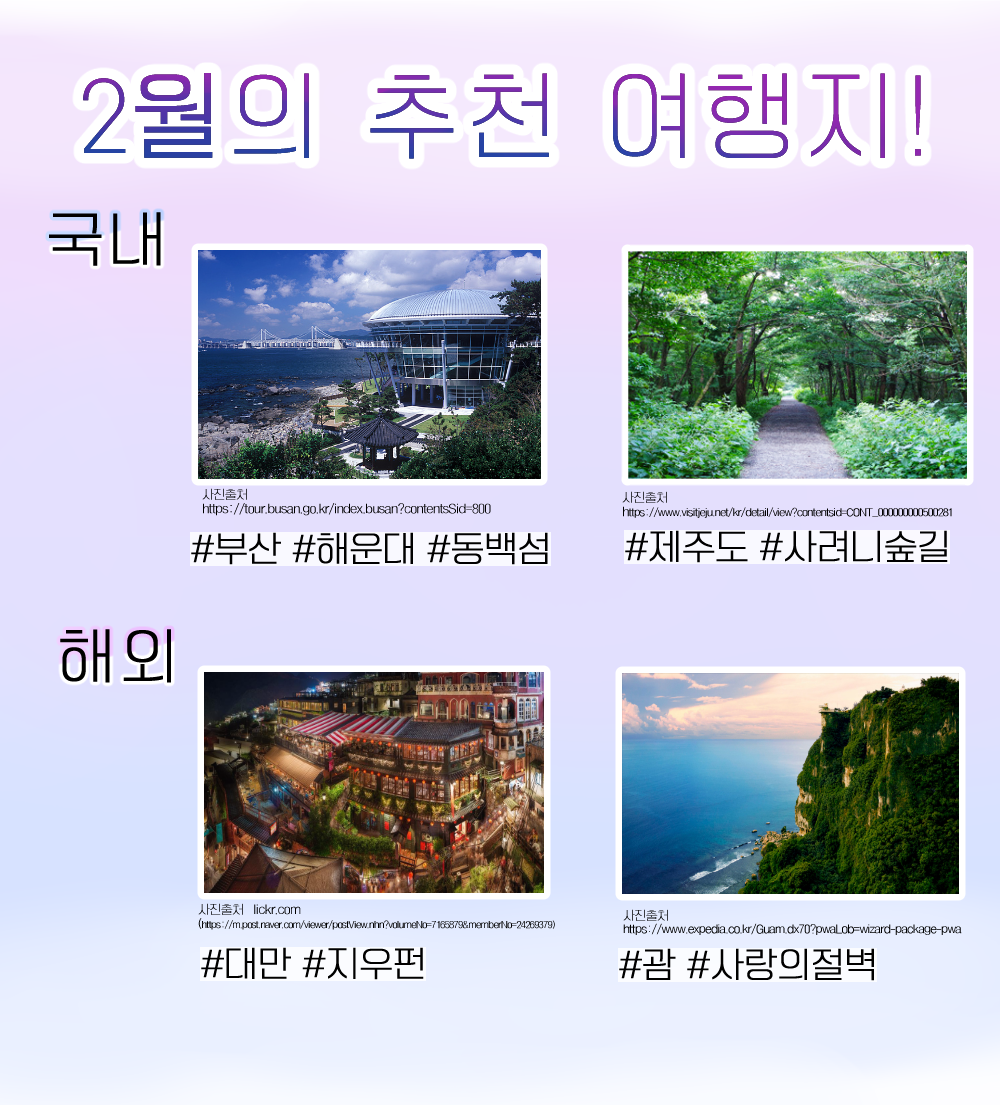 2월의 추천 여행지!
국내
사진출처
https://tour.busan.go.kr/index.busan?contentsSid=800
#부산 #해운대 #동백섬
사진출처
https://www.visitjeju.net/kr/detail/view?contentsid=CONT_000000000500281
#제주도 #사려니숲길
해외
사진출처 lickr.com
(https://m.post.naver.com/viewer/postView.nhn?volumeNo=7165879&memberNo=24269379)
#대만 #지우펀
사진출처
https://www.expedia.co.kr/Guam.dx70?pwaLob=wizard-package-pwa
#괌 #사랑의절벽